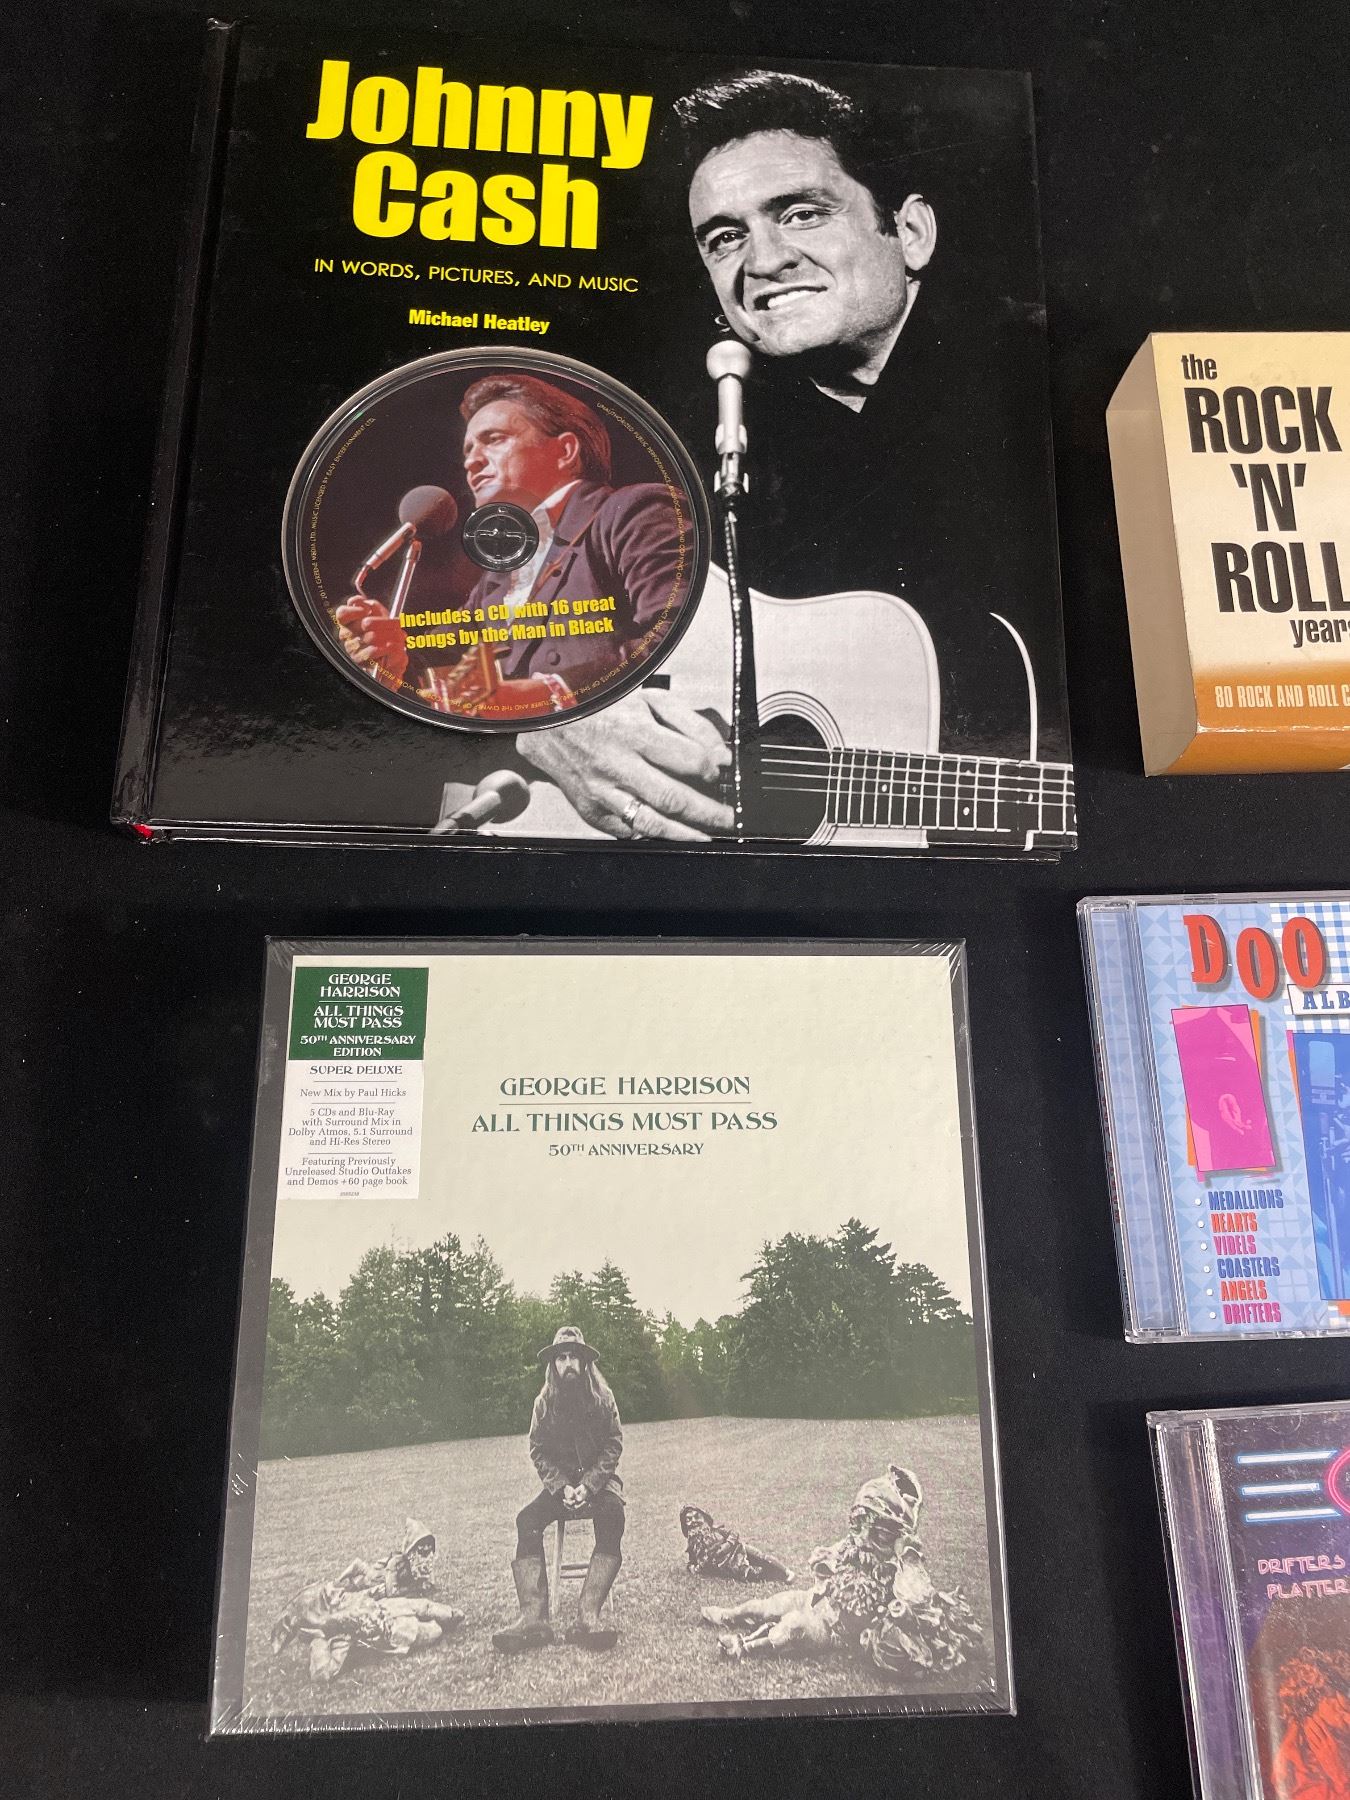 Johnny
Cash
IN WORDS, PICTURES, AND MUSIC
Michael Heatley
Includes a CD with 16 great
songs by the Man in Black
the
ROCK
'N'
ROLL
years
80 ROCK AND ROLL
GEORGE
HARRISON
ALL THINGS
MUST PASS
50TH ANNIVERSARY
EDITION
SUPER DELUXE
New Mix by Paul Hicks
5 CDs and Blu-Ray
with Surround Mix in
Dolby Atmos, 5.1 Surround
and Hi-Res Stereo
Featuring Previously
Unreleased Studio Outtakes
and Demos + 60 page book
GEORGE HARRISON
ALL THINGS MUST PASS
50TH ANNIVERSARY
DOO
ALB
• MEDALLIONS
• HEARTS
• VIDELS
• COASTERS
• ANGELS
• DRIFTERS
DRIFTERS
PLATTER